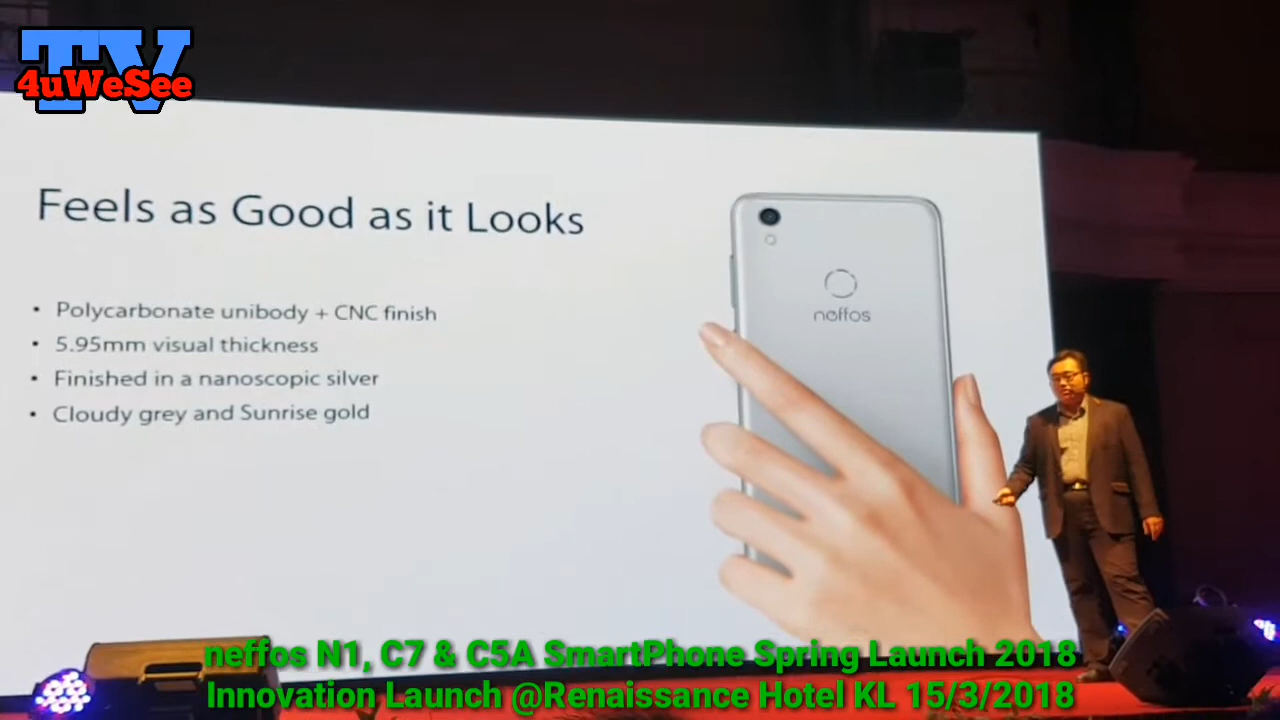 TV
4uWeSee
Feels as Good as it Looks
• Polycarbonate unibody + CNC finish
• 5.95mm visual thickness
• Finished in a nanoscopic silver
• Cloudy grey and Sunrise gold
neffos
neffos N1, C7 & C5A SmartPhone Spring Launch 2018
Innovation Launch @Renaissance Hotel KL 15/3/2018